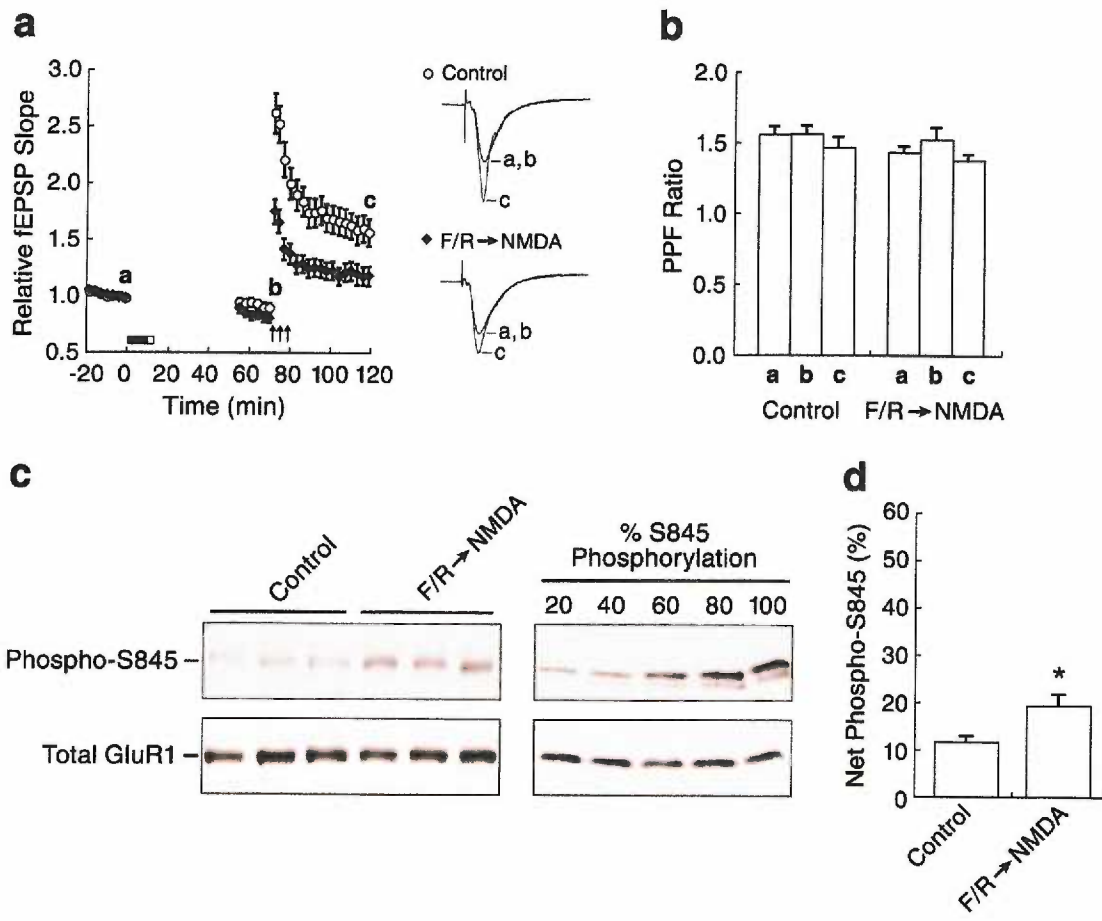 a
3.0
2.5
2.0
1.5
1.0
0.5
Relative fEPSP Slope
a
b
c
-20 0 20 40 60 80 100 120
Time (min)
Control
a,b
c
F/R→NMDA
a,b
c
b
2.0
1.5
1.0
0.5
0.0
PPF Ratio
a b c a b c
Control F/R→NMDA
c
Control
F/R→NMDA
% S845
Phosphorylation
20 40 60 80 100
Phospho-S845
Total GluR1
d
60
50
40
30
20
10
0
Net Phospho-S845 (%)
*
Control
F/R→NMDA